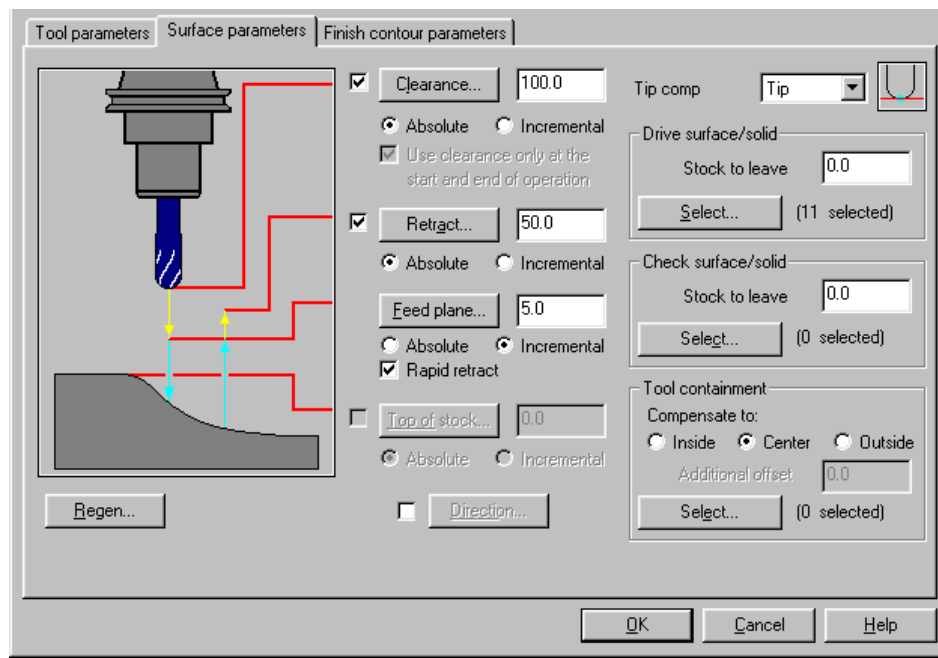 Tool parameters Surface parameters Finish contour parameters
Clearance... 100.0
Absolute Incremental
Use clearance only at the
start and end of operation
Retract... 50.0
Absolute Incremental
Feed plane... 5.0
Absolute Incremental
Rapid retract
Top of stock... 0.0
Absolute Incremental
Regen...
Direction...
Tip comp Tip
Drive surface/solid
Stock to leave 0.0
Select... (11 selected)
Check surface/solid
Stock to leave 0.0
Select... (0 selected)
Tool containment
Compensate to:
Inside Center Outside
Additional offset 0.0
Select... (0 selected)
OK Cancel Help